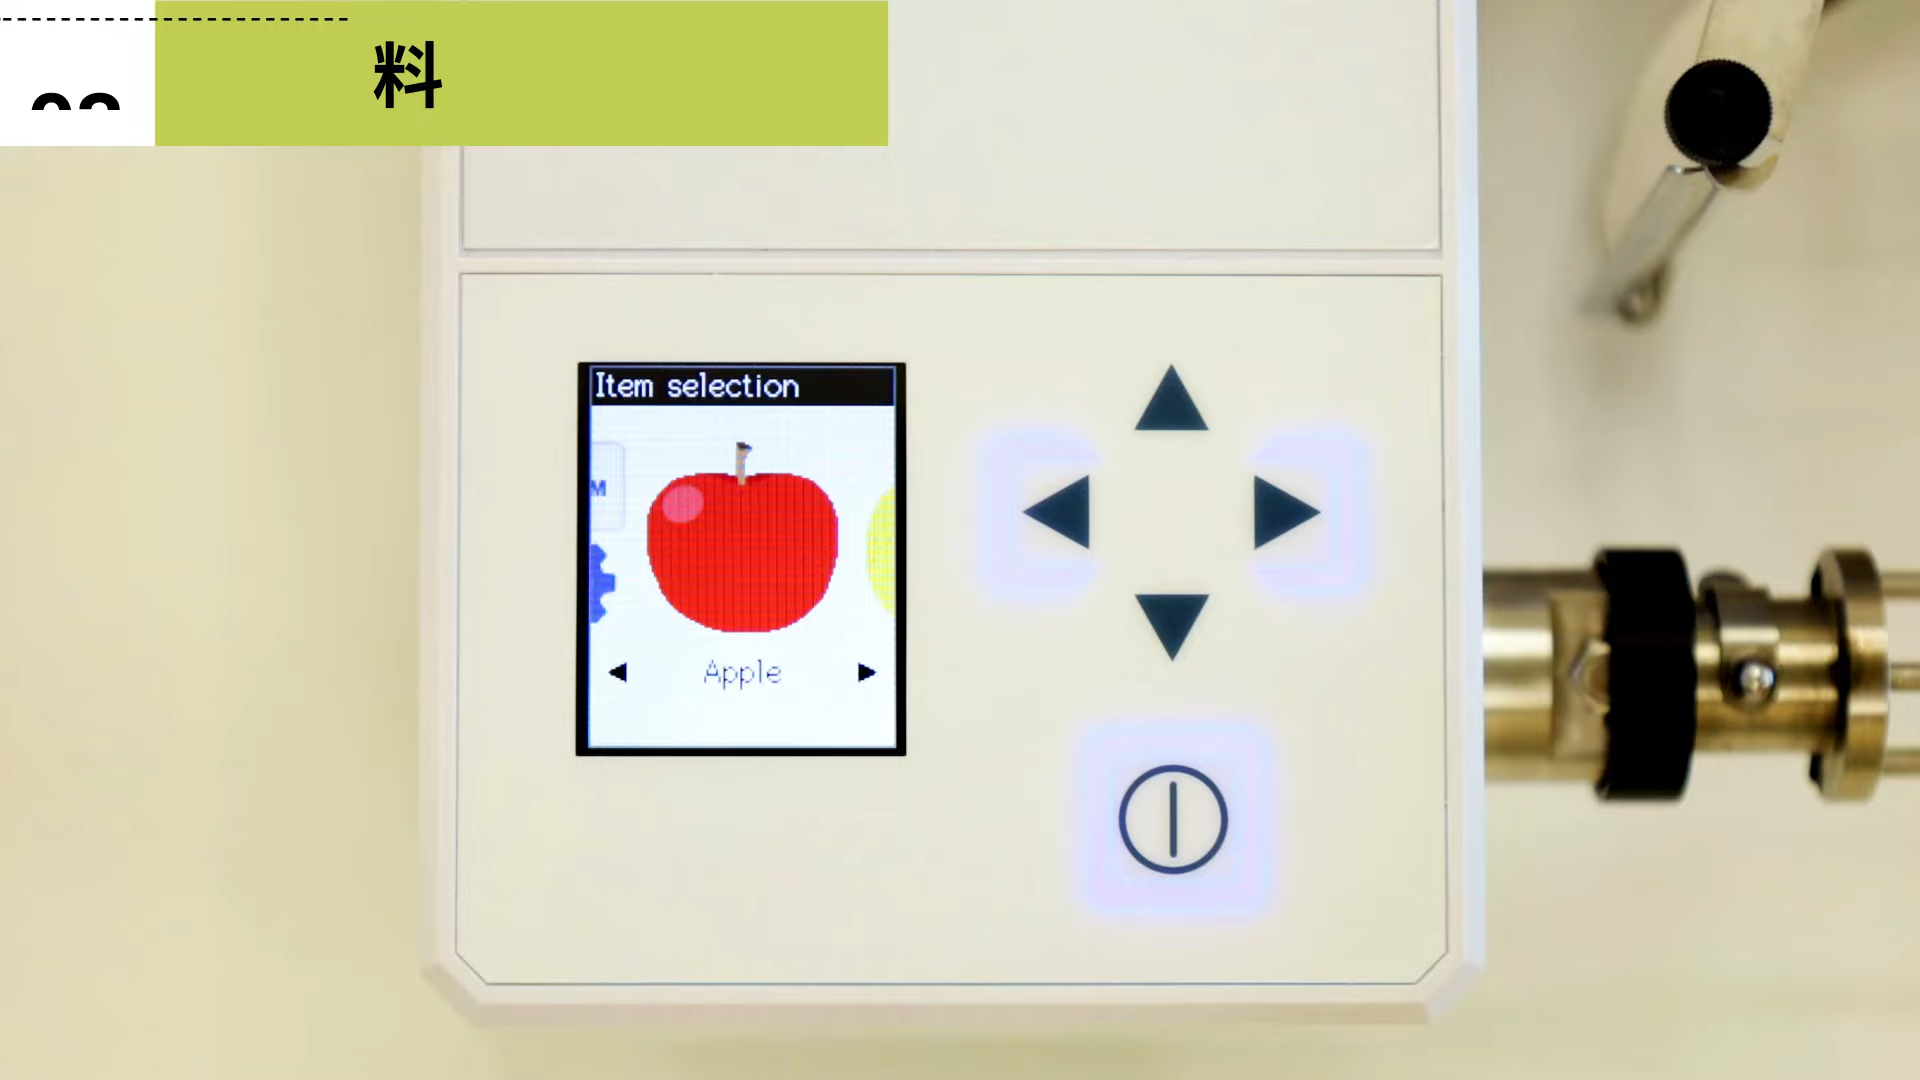 料
Item selection
M
Apple